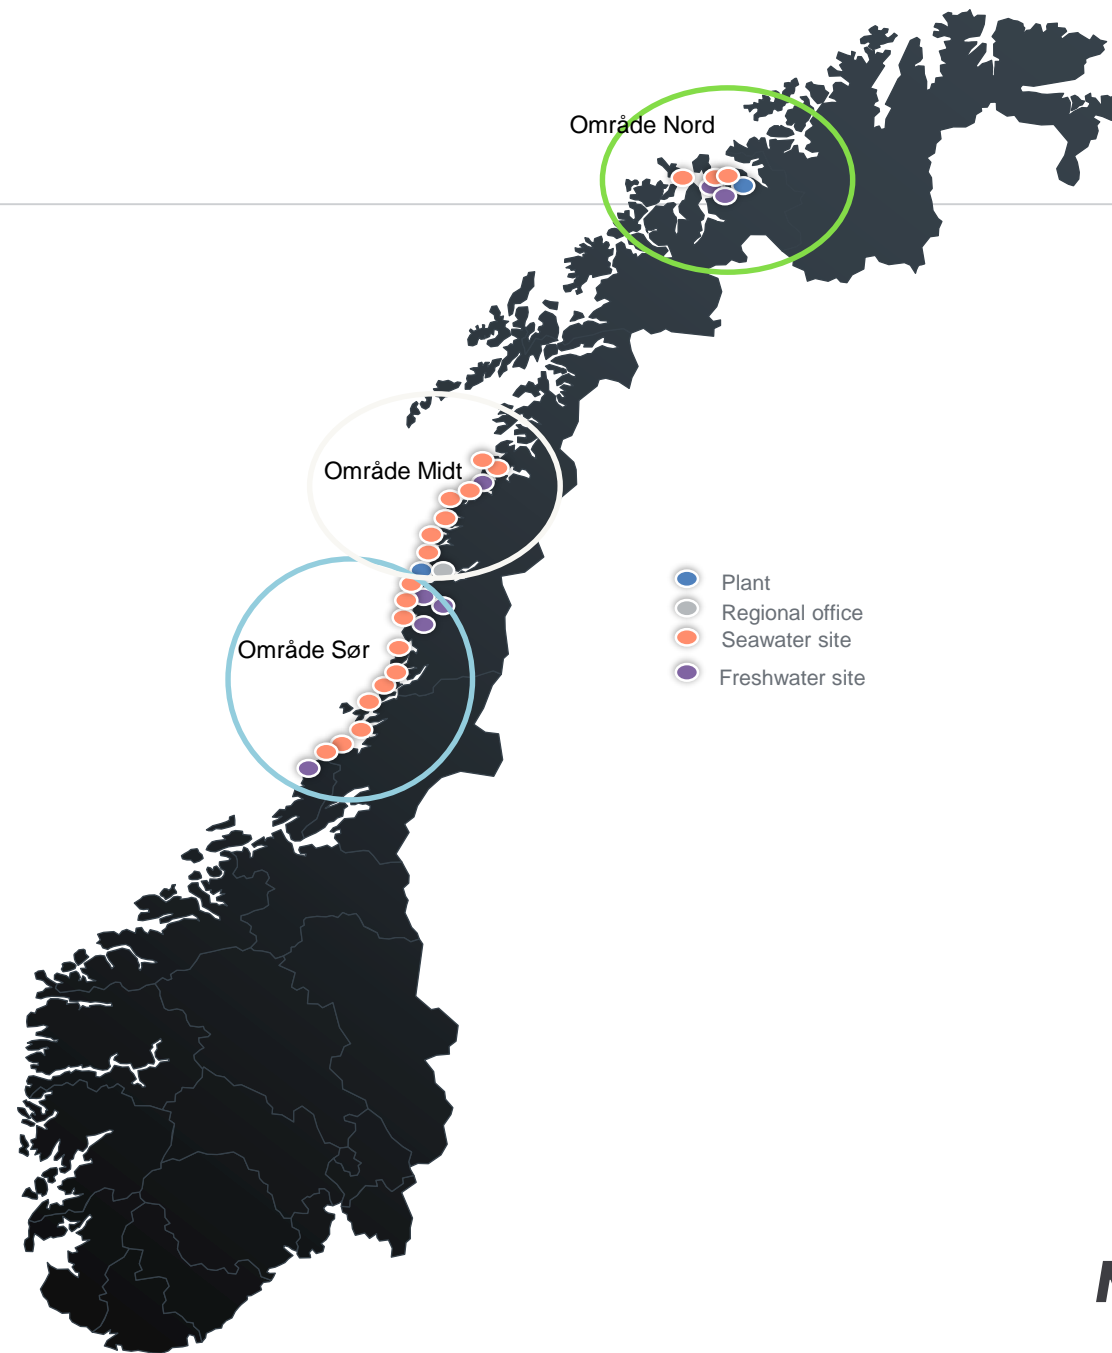 Område Nord
Område Midt
Område Sør
Plant
Regional office
Seawater site
Freshwater site